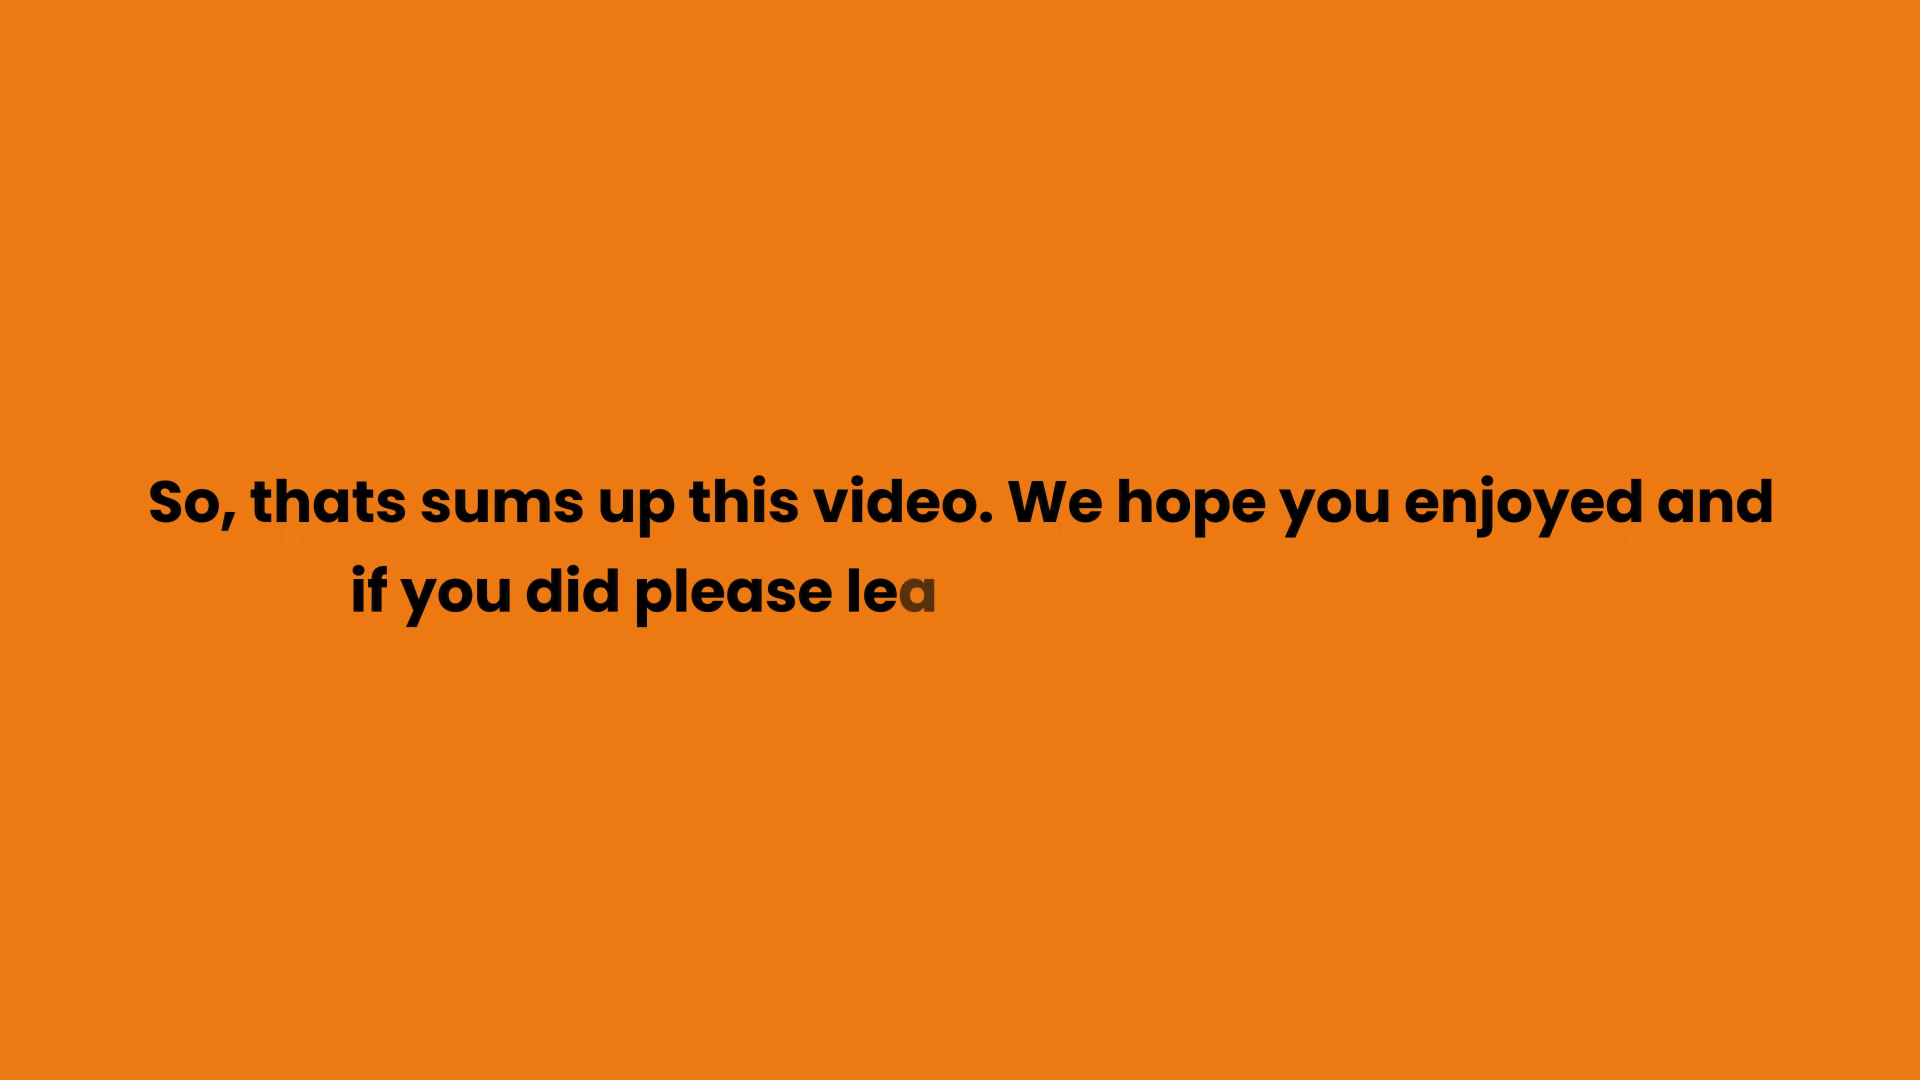 So, thats sums up this video. We hope you enjoyed and
if you did please lea